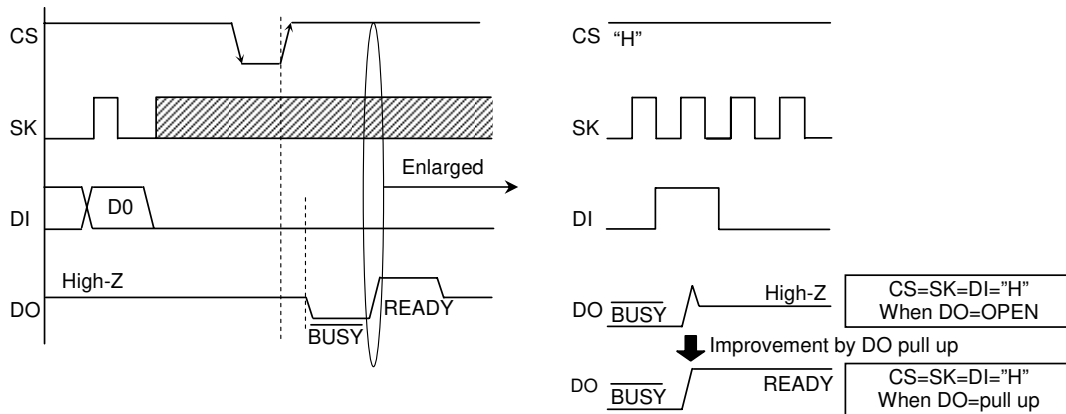 CS
SK
DI
D0
High-Z
DO
BUSY
READY
Enlarged
CS “H”
SK
DI
DO BUSY High-Z
CS=SK=DI="H"
When DO=OPEN
Improvement by DO pull up
DO BUSY READY
CS=SK=DI="H"
When DO=pull up